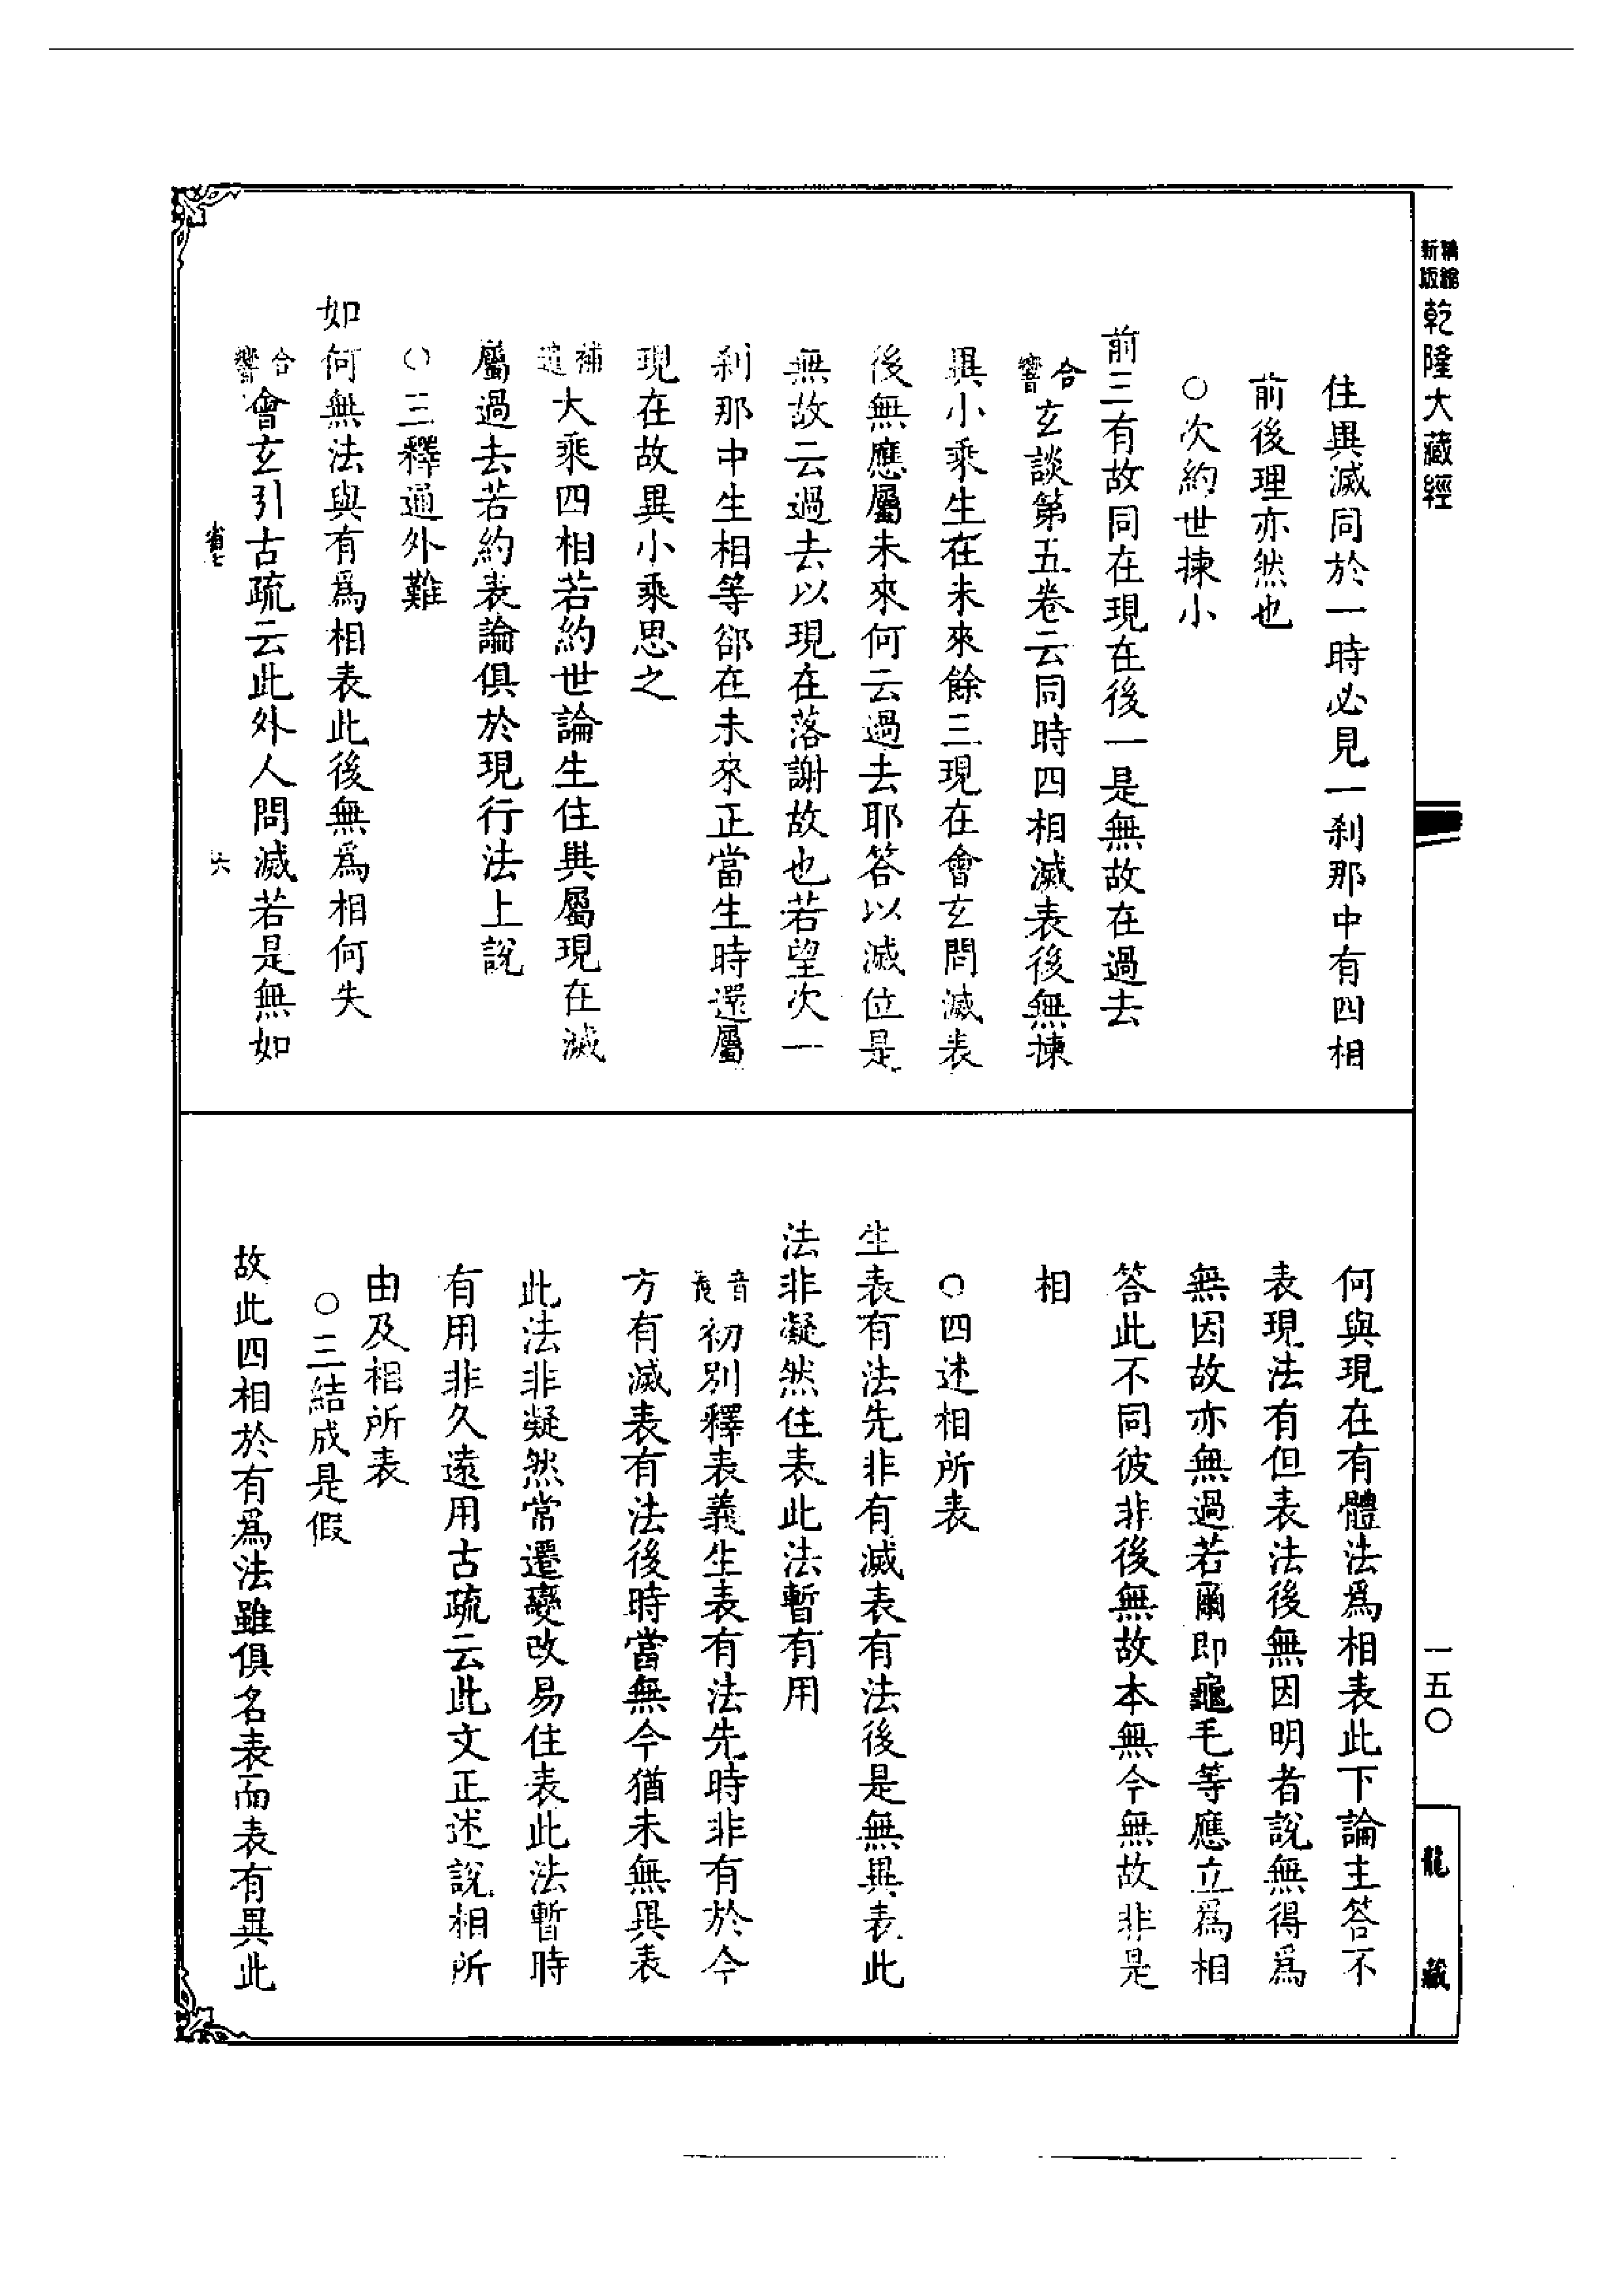 精縮
新版
乾隆大藏經
一五〇
龍藏
住異滅同於一時必見一剎那中有四相
前後理亦然也
○次約世揀小
前三有故同在現在後一是無故在過去
合響玄談第五卷云同時四相滅表後無揀
異小乘生在未來餘三現在會玄問滅表
後無應屬未來何云過去耶答以滅位是
無故云過去以現在落謝故也若望次一
剎那中生相等郤在未來正當生時還屬
現在故異小乘思之
補遺大乘四相若約世論生住異屬現在滅
屬過去若約表論俱於現行法上說
○三釋通外難
如何無法與有爲相表此後無爲相何失
合響會玄引古疏云此外人問滅若是無如
何與現在有體法爲相表此下論主答不
表現法有但表法後無因明者說無得爲
無因故亦無過若爾即龜毛等應立爲相
答此不同彼非後無故本無今無故非是
相
○四述相所表
生表有法先非有滅表有法後是無異表此
法非凝然住表此法暫有用
音義初別釋表義生表有法先時非有於今
方有滅表有法後時當無今猶未無異表
此法非凝然常遷變改易住表此法暫時
有用非久遠用古疏云此文正述說相所
由及相所表
○三結成是假
故此四相於有爲法雖俱名表而表有異此